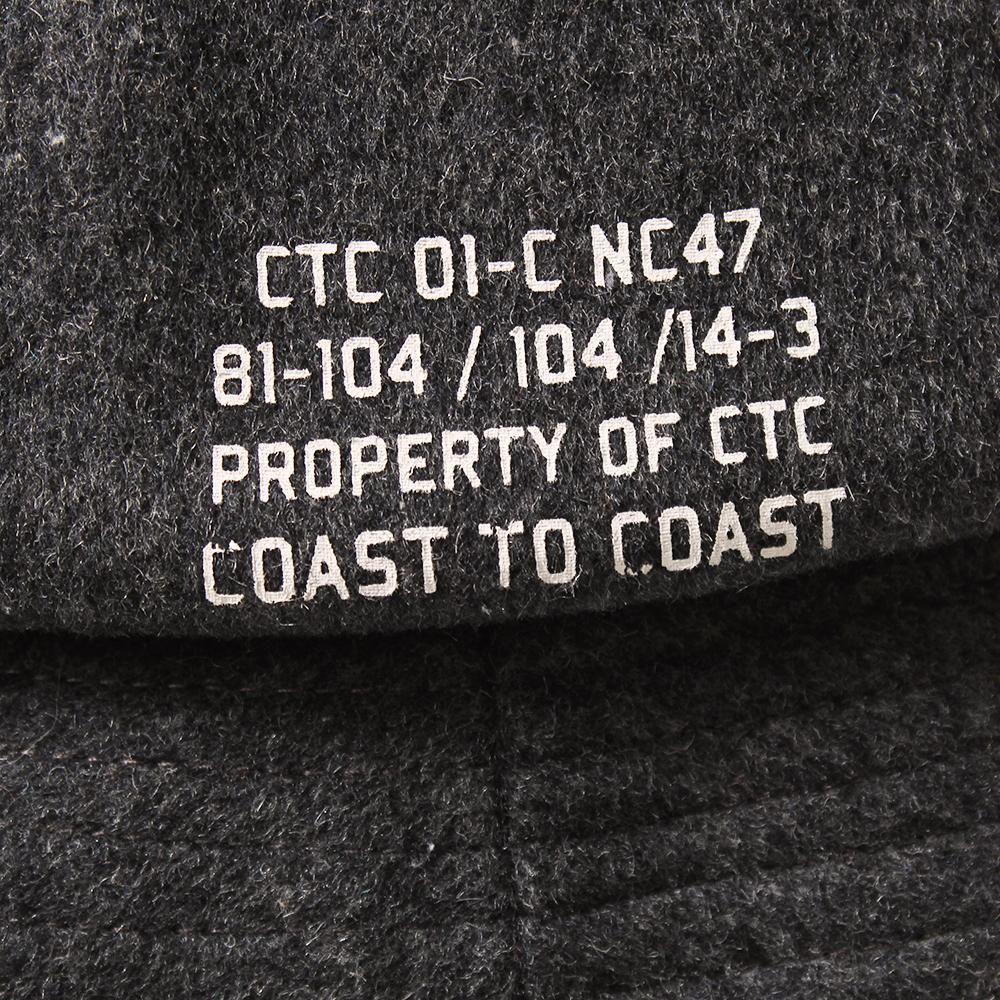 CTC 01-C NC47
81-104 / 104 /14-3
PROPERTY OF CTC
COAST TO COAST